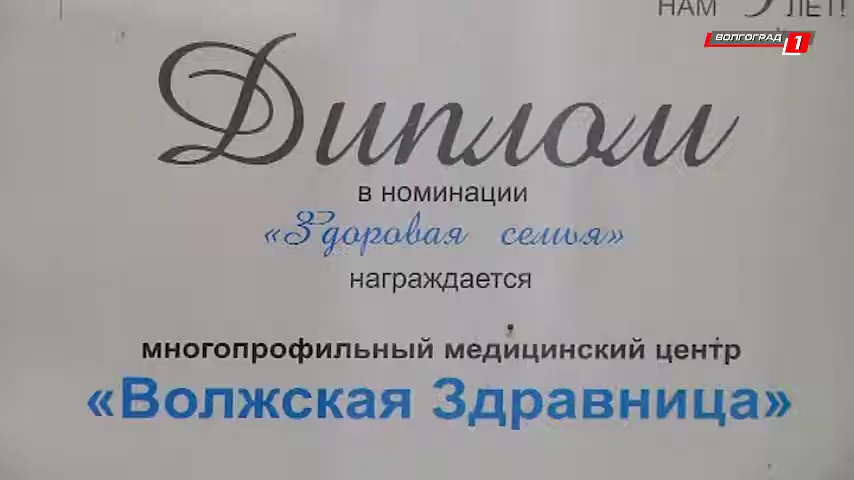 НАМ ЛЕТ!
ВОЛГОГРАД 1
Диплом
в номинации
«Здоровая семья»
награждается
многопрофильный медицинский центр
«Волжская Здравница»